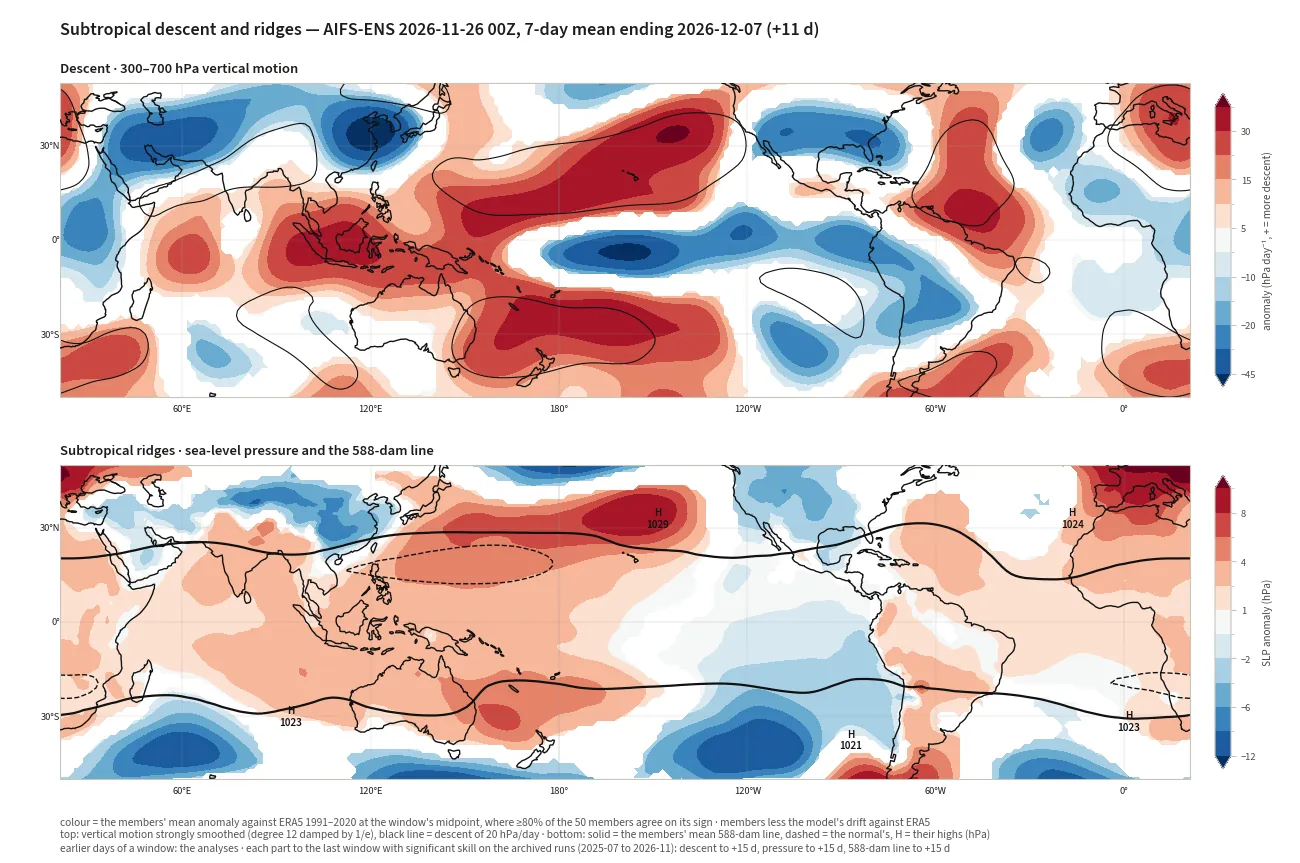 Subtropical descent and ridges — AIFS-ENS 2026-11-26 00Z, 7-day mean ending 2026-12-07 (+11 d)
Descent · 300–700 hPa vertical motion
30°N
0°
30°S
60°E
120°E
180°
120°W
60°W
0°
30
15
5
−10
−20
−45
anomaly (hPa day⁻¹, + = more descent)
Subtropical ridges · sea-level pressure and the 588-dam line
30°N
0°
30°S
H
1029
H
1024
H
1023
H
1021
H
1023
60°E
120°E
180°
120°W
60°W
0°
8
4
1
−2
−6
−12
SLP anomaly (hPa)
colour = the members' mean anomaly against ERA5 1991–2020 at the window's midpoint, where ≥80% of the 50 members agree on its sign · members less the model's drift against ERA5
top: vertical motion strongly smoothed (degree 12 damped by 1/e), black line = descent of 20 hPa/day · bottom: solid = the members' mean 588-dam line, dashed = the normal's, H = their highs (hPa)
earlier days of a window: the analyses · each part to the last window with significant skill on the archived runs (2025-07 to 2026-11): descent to +15 d, pressure to +15 d, 588-dam line to +15 d